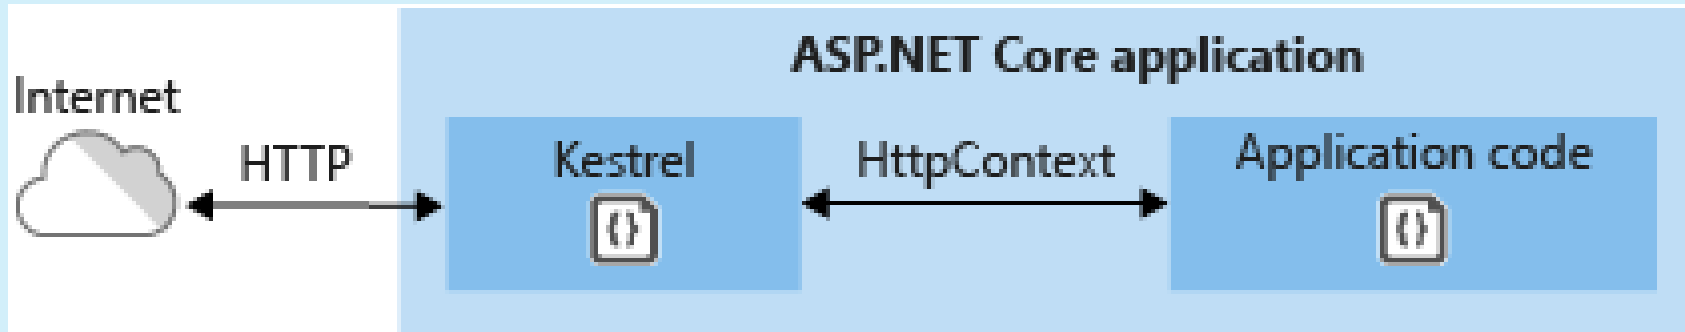 ASP.NET Core application
Internet
HTTP
Kestrel
{}
HttpContext
Application code
{}